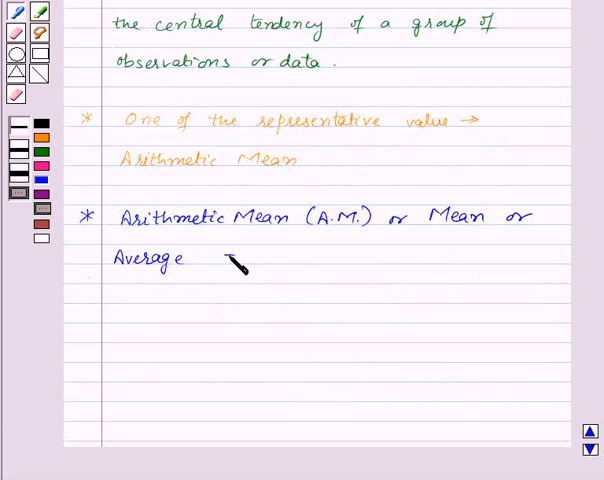 the central tendency of a group of
observations or data.
* One of the representative value →
Arithmetic Mean
* Arithmetic Mean (A.M.) or Mean or
Average